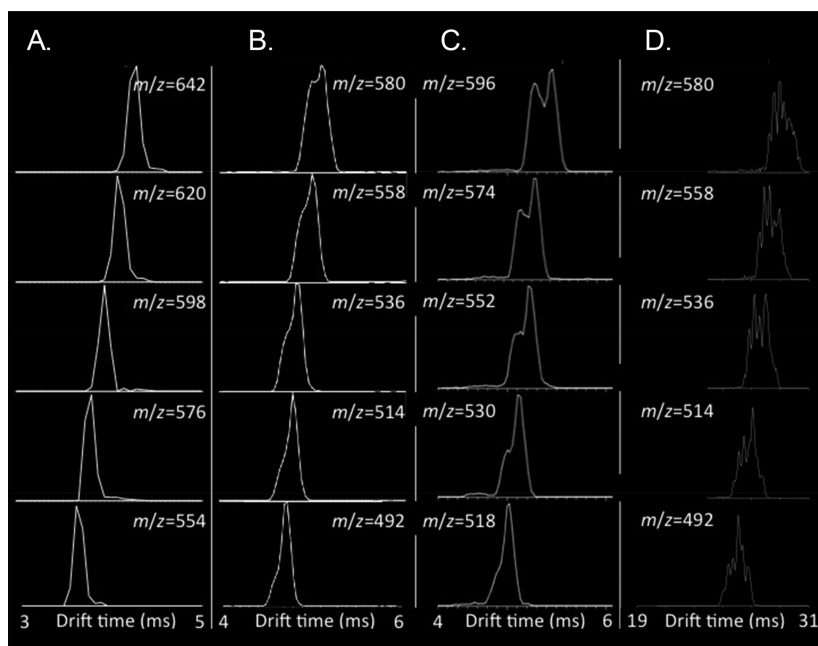 A. B. C. D.
m/z=642 m/z=580 m/z=596 m/z=580
m/z=620 m/z=558 m/z=574 m/z=558
m/z=598 m/z=536 m/z=552 m/z=536
m/z=576 m/z=514 m/z=530 m/z=514
m/z=554 m/z=492 m/z=518 m/z=492
3 Drift time (ms) 5 4 Drift time (ms) 6 4 Drift time (ms) 6 19 Drift time (ms) 31